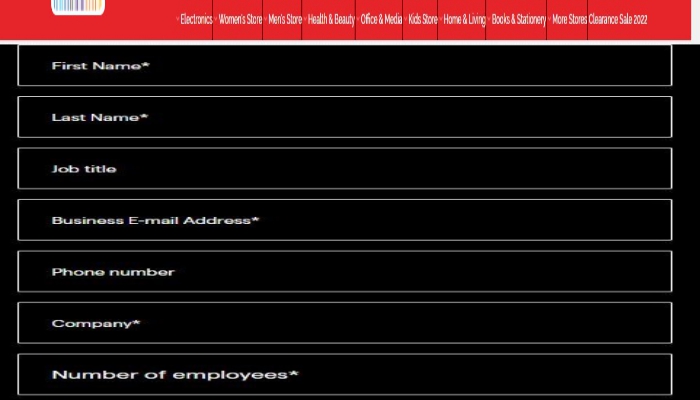 Electronics Women's Store Men's Store Health & Beauty Office & Media Kids Store Home & Living Books & Stationery More Stores Clearance Sale 2022
First Name*
Last Name*
Job title
Business E-mail Address*
Phone number
Company*
Number of employees*